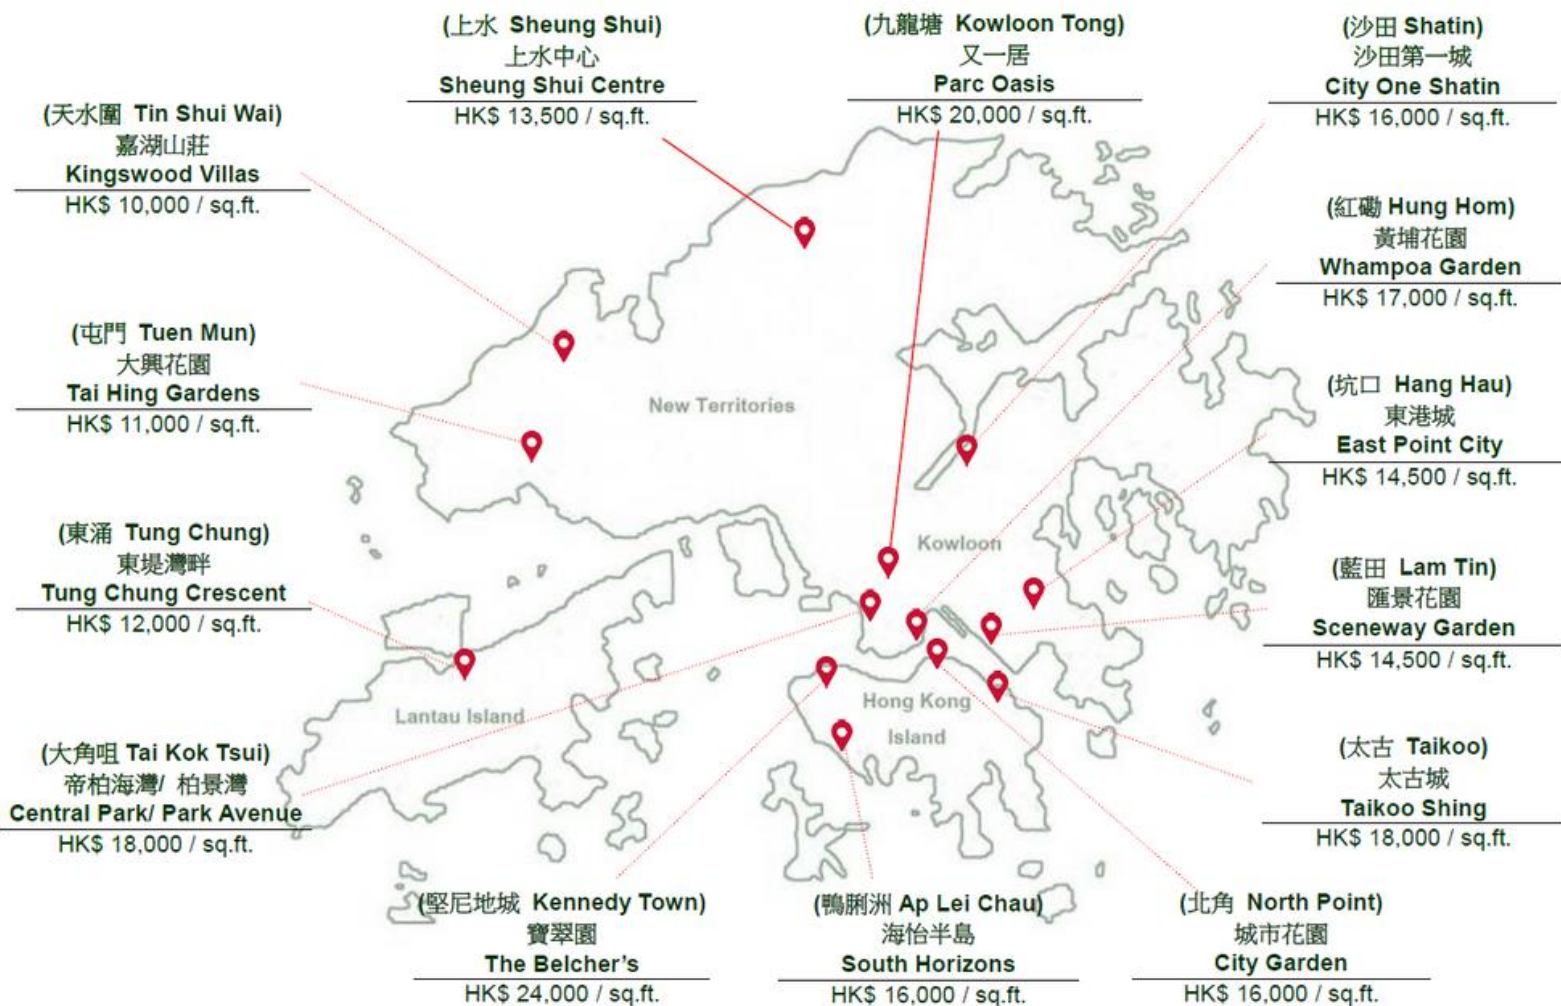 (上水 Sheung Shui)
上水中心
Sheung Shui Centre
HK$ 13,500 / sq.ft.
(九龍塘 Kowloon Tong)
又一居
Parc Oasis
HK$ 20,000 / sq.ft.
(沙田 Shatin)
沙田第一城
City One Shatin
HK$ 16,000 / sq.ft.
(天水圍 Tin Shui Wai)
嘉湖山莊
Kingswood Villas
HK$ 10,000 / sq.ft.
(紅磡 Hung Hom)
黃埔花園
Whampoa Garden
HK$ 17,000 / sq.ft.
(屯門 Tuen Mun)
大興花園
Tai Hing Gardens
HK$ 11,000 / sq.ft.
New Territories
(坑口 Hang Hau)
東港城
East Point City
HK$ 14,500 / sq.ft.
(東涌 Tung Chung)
東堤灣畔
Tung Chung Crescent
HK$ 12,000 / sq.ft.
Kowloon
(藍田 Lam Tin)
匯景花園
Sceneway Garden
HK$ 14,500 / sq.ft.
Lantau Island
Hong Kong
Island
(大角咀 Tai Kok Tsui)
帝柏海灣/ 柏景灣
Central Park/ Park Avenue
HK$ 18,000 / sq.ft.
(太古 Taikoo)
太古城
Taikoo Shing
HK$ 18,000 / sq.ft.
(堅尼地城 Kennedy Town)
寶翠園
The Belcher's
HK$ 24,000 / sq.ft.
(鴨脷洲 Ap Lei Chau)
海怡半島
South Horizons
HK$ 16,000 / sq.ft.
(北角 North Point)
城市花園
City Garden
HK$ 16,000 / sq.ft.